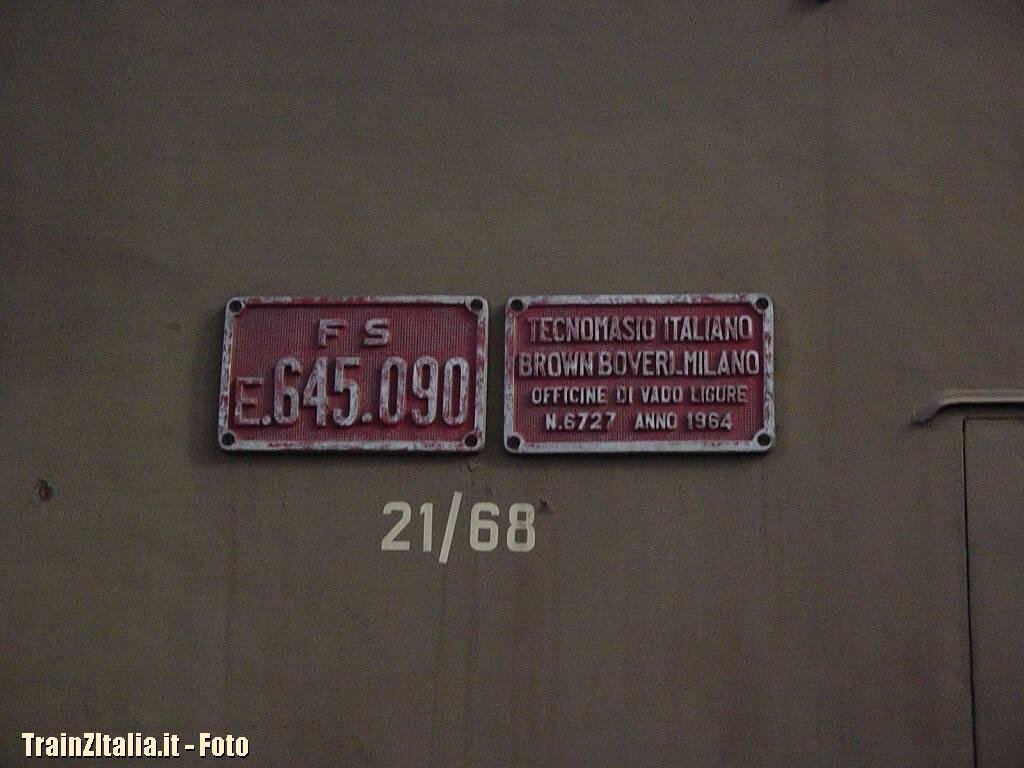 F S
E.645.090
TECNOMASIO ITALIANO
BROWN.BOVERI_MILANO
OFFICINE DI VADO LIGURE
N.6727 ANNO 1964
21/68
TrainZItalia.it - Foto